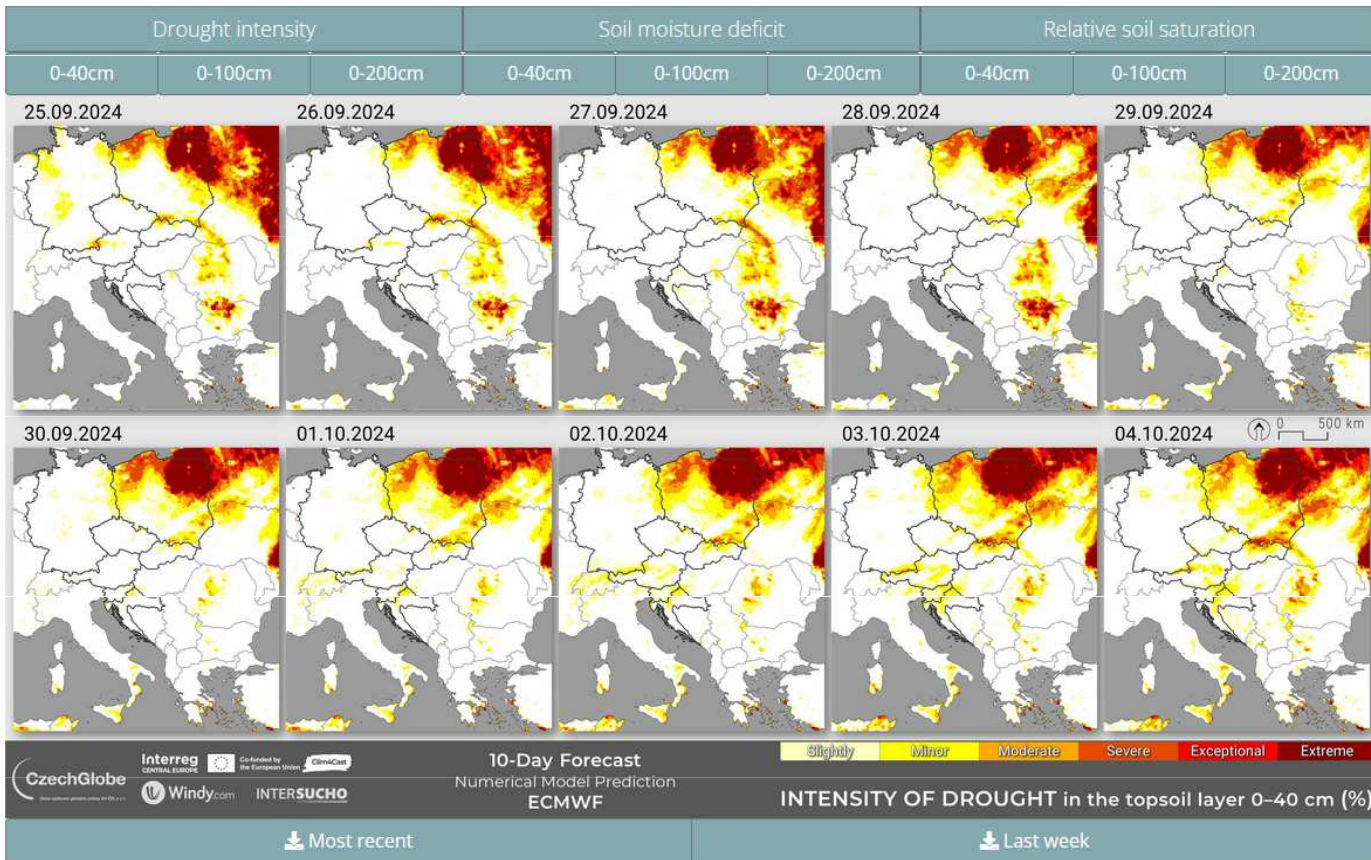 Drought intensity Soil moisture deficit Relative soil saturation
0-40cm 0-100cm 0-200cm 0-40cm 0-100cm 0-200cm 0-40cm 0-100cm 0-200cm
25.09.2024 26.09.2024 27.09.2024 28.09.2024 29.09.2024
30.09.2024 01.10.2024 02.10.2024 03.10.2024 04.10.2024
0 500 km
Slightly Minor Moderate Severe Exceptional Extreme
CzechGlobe
Interreg
CENTRAL EUROPE
Co-funded by
the European Union
Clim4Cast
Windy.com INTERSUCHO
10-Day Forecast
Numerical Model Prediction
ECMWF
INTENSITY OF DROUGHT in the topsoil layer 0–40 cm (%)
Most recent Last week